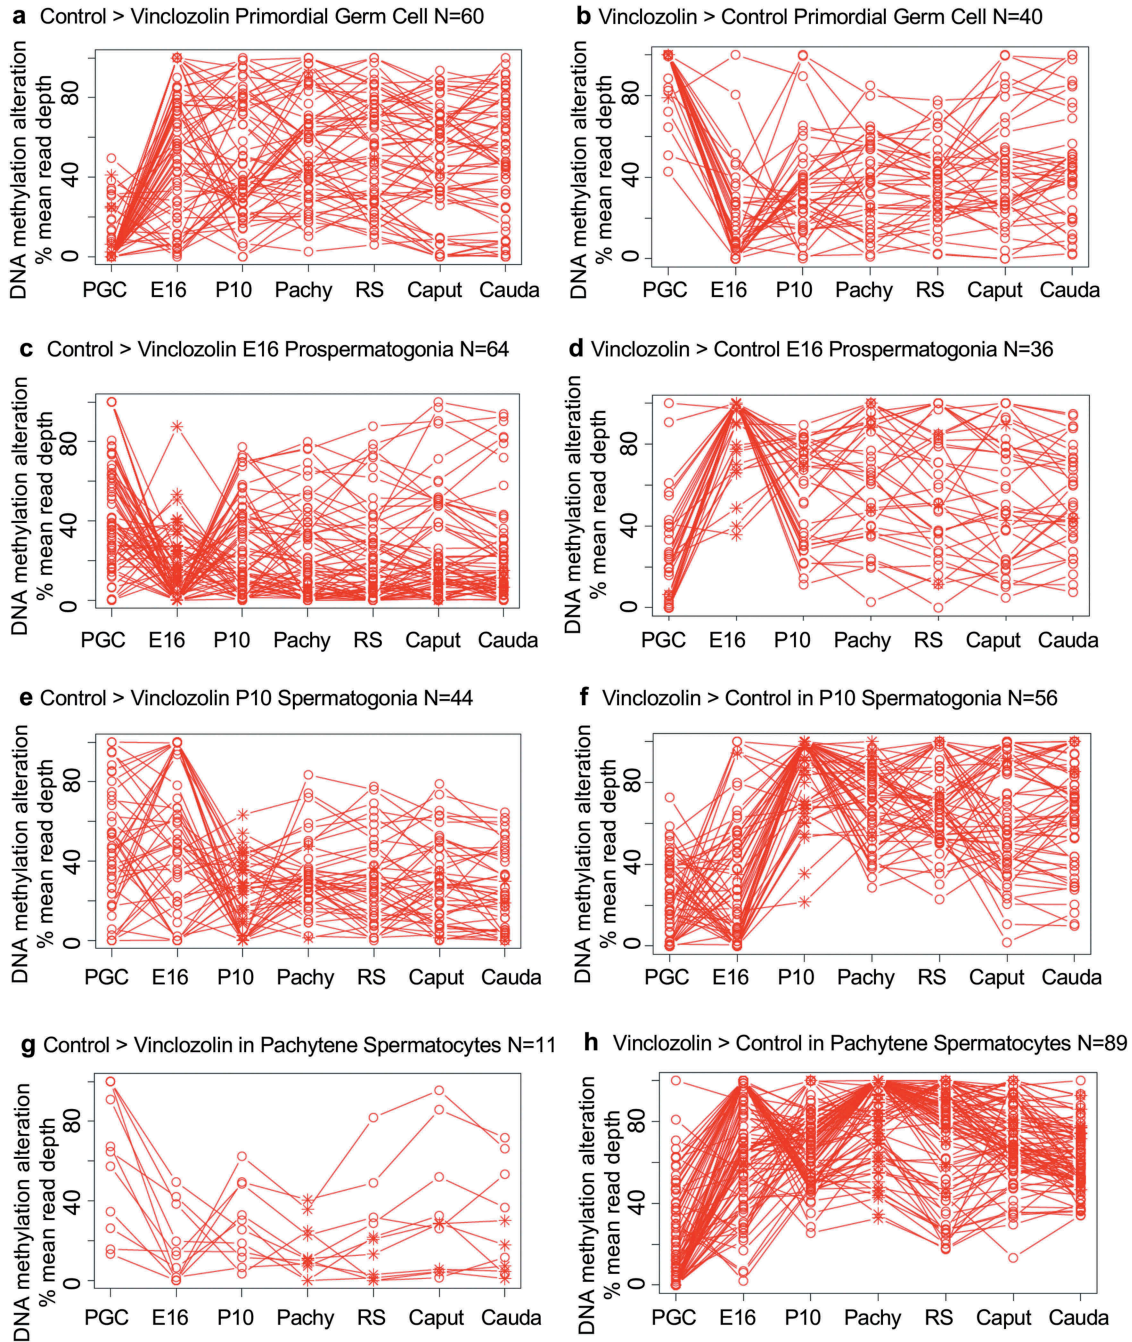 a Control > Vinclozolin Primordial Germ Cell N=60
DNA methylation alteration
% mean read depth
80
40
0
PGC E16 P10 Pachy RS Caput Cauda
b Vinclozolin > Control Primordial Germ Cell N=40
DNA methylation alteration
% mean read depth
80
40
0
PGC E16 P10 Pachy RS Caput Cauda
c Control > Vinclozolin E16 Prospermatogonia N=64
DNA methylation alteration
% mean read depth
80
40
0
PGC E16 P10 Pachy RS Caput Cauda
d Vinclozolin > Control E16 Prospermatogonia N=36
DNA methylation alteration
% mean read depth
80
40
0
PGC E16 P10 Pachy RS Caput Cauda
e Control > Vinclozolin P10 Spermatogonia N=44
DNA methylation alteration
% mean read depth
80
40
0
PGC E16 P10 Pachy RS Caput Cauda
f Vinclozolin > Control in P10 Spermatogonia N=56
DNA methylation alteration
% mean read depth
80
40
0
PGC E16 P10 Pachy RS Caput Cauda
g Control > Vinclozolin in Pachytene Spermatocytes N=11
DNA methylation alteration
% mean read depth
80
40
0
PGC E16 P10 Pachy RS Caput Cauda
h Vinclozolin > Control in Pachytene Spermatocytes N=89
DNA methylation alteration
% mean read depth
80
40
0
PGC E16 P10 Pachy RS Caput Cauda